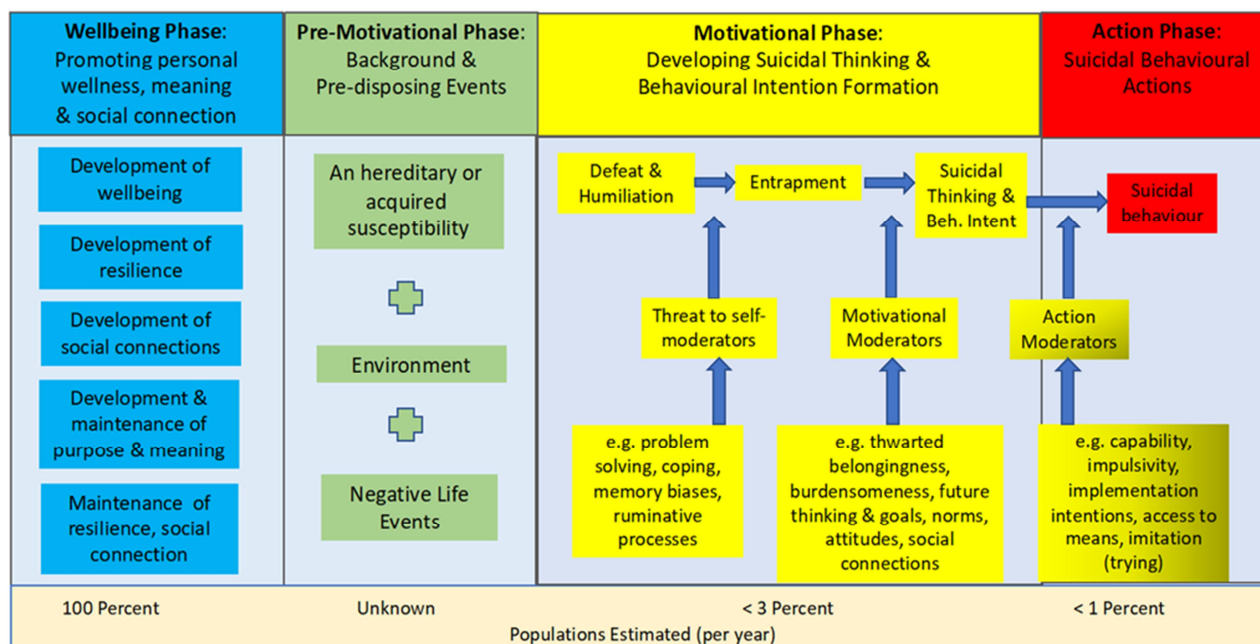 Wellbeing Phase:
Promoting personal
wellness, meaning
& social connection
Pre-Motivational Phase:
Background &
Pre-disposing Events
Motivational Phase:
Developing Suicidal Thinking &
Behavioural Intention Formation
Action Phase:
Suicidal Behavioural
Actions
Development of
wellbeing
Development of
resilience
Development of
social connections
Development &
maintenance of
purpose & meaning
Maintenance of
resilience, social
connection
An hereditary or
acquired
susceptibility
Environment
Negative Life
Events
Defeat &
Humiliation
Entrapment
Suicidal
Thinking &
Beh. Intent
Suicidal
behaviour
Threat to self-
moderators
Motivational
Moderators
Action
Moderators
e.g. problem
solving, coping,
memory biases,
ruminative
processes
e.g. thwarted
belongingness,
burdensomeness, future
thinking & goals, norms,
attitudes, social
connections
e.g. capability,
impulsivity,
implementation
intentions, access to
means, imitation
(trying)
100 Percent
Unknown
< 3 Percent
< 1 Percent
Populations Estimated (per year)